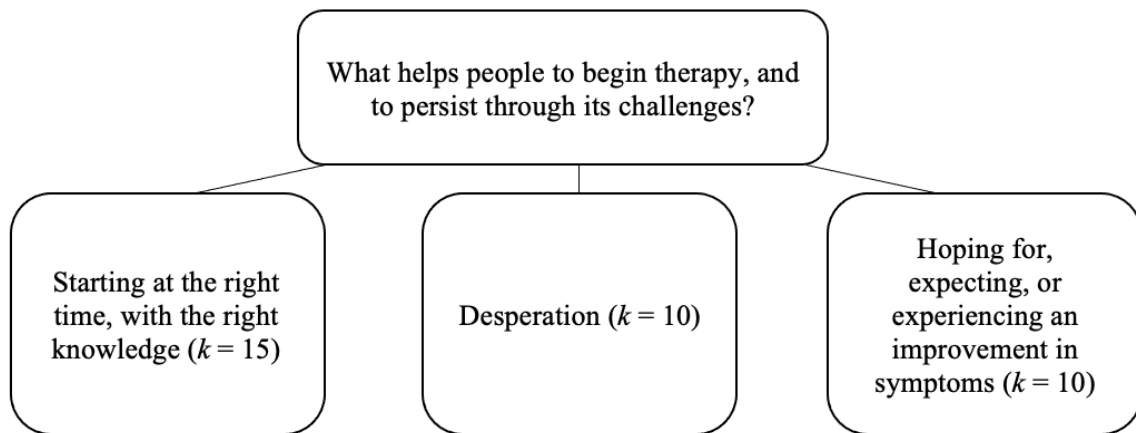 What helps people to begin therapy, and
to persist through its challenges?
Starting at the right
time, with the right
knowledge (k = 15)
Desperation (k = 10)
Hoping for,
expecting, or
experiencing an
improvement in
symptoms (k = 10)